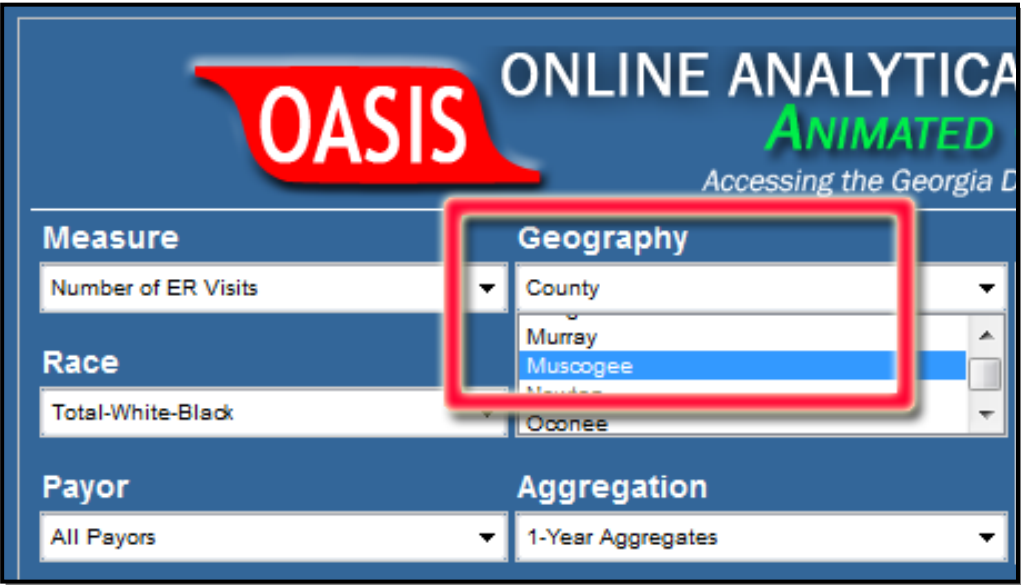 OASIS
ONLINE ANALYTICA
ANIMATED
Accessing the Georgia D
Measure
Geography
Number of ER Visits
County
Murray
Race
Muscogee
Newton
Total-White-Black
Oconee
Payor
Aggregation
All Payors
1-Year Aggregates